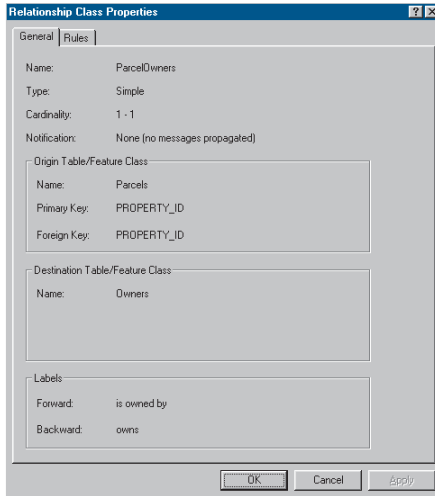 Relationship Class Properties
General Rules
Name: ParcelOwners
Type: Simple
Cardinality: 1 - 1
Notification: None (no messages propagated)
Origin Table/Feature Class
Name: Parcels
Primary Key: PROPERTY_ID
Foreign Key: PROPERTY_ID
Destination Table/Feature Class
Name: Owners
Labels
Forward: is owned by
Backward: owns
OK Cancel Apply